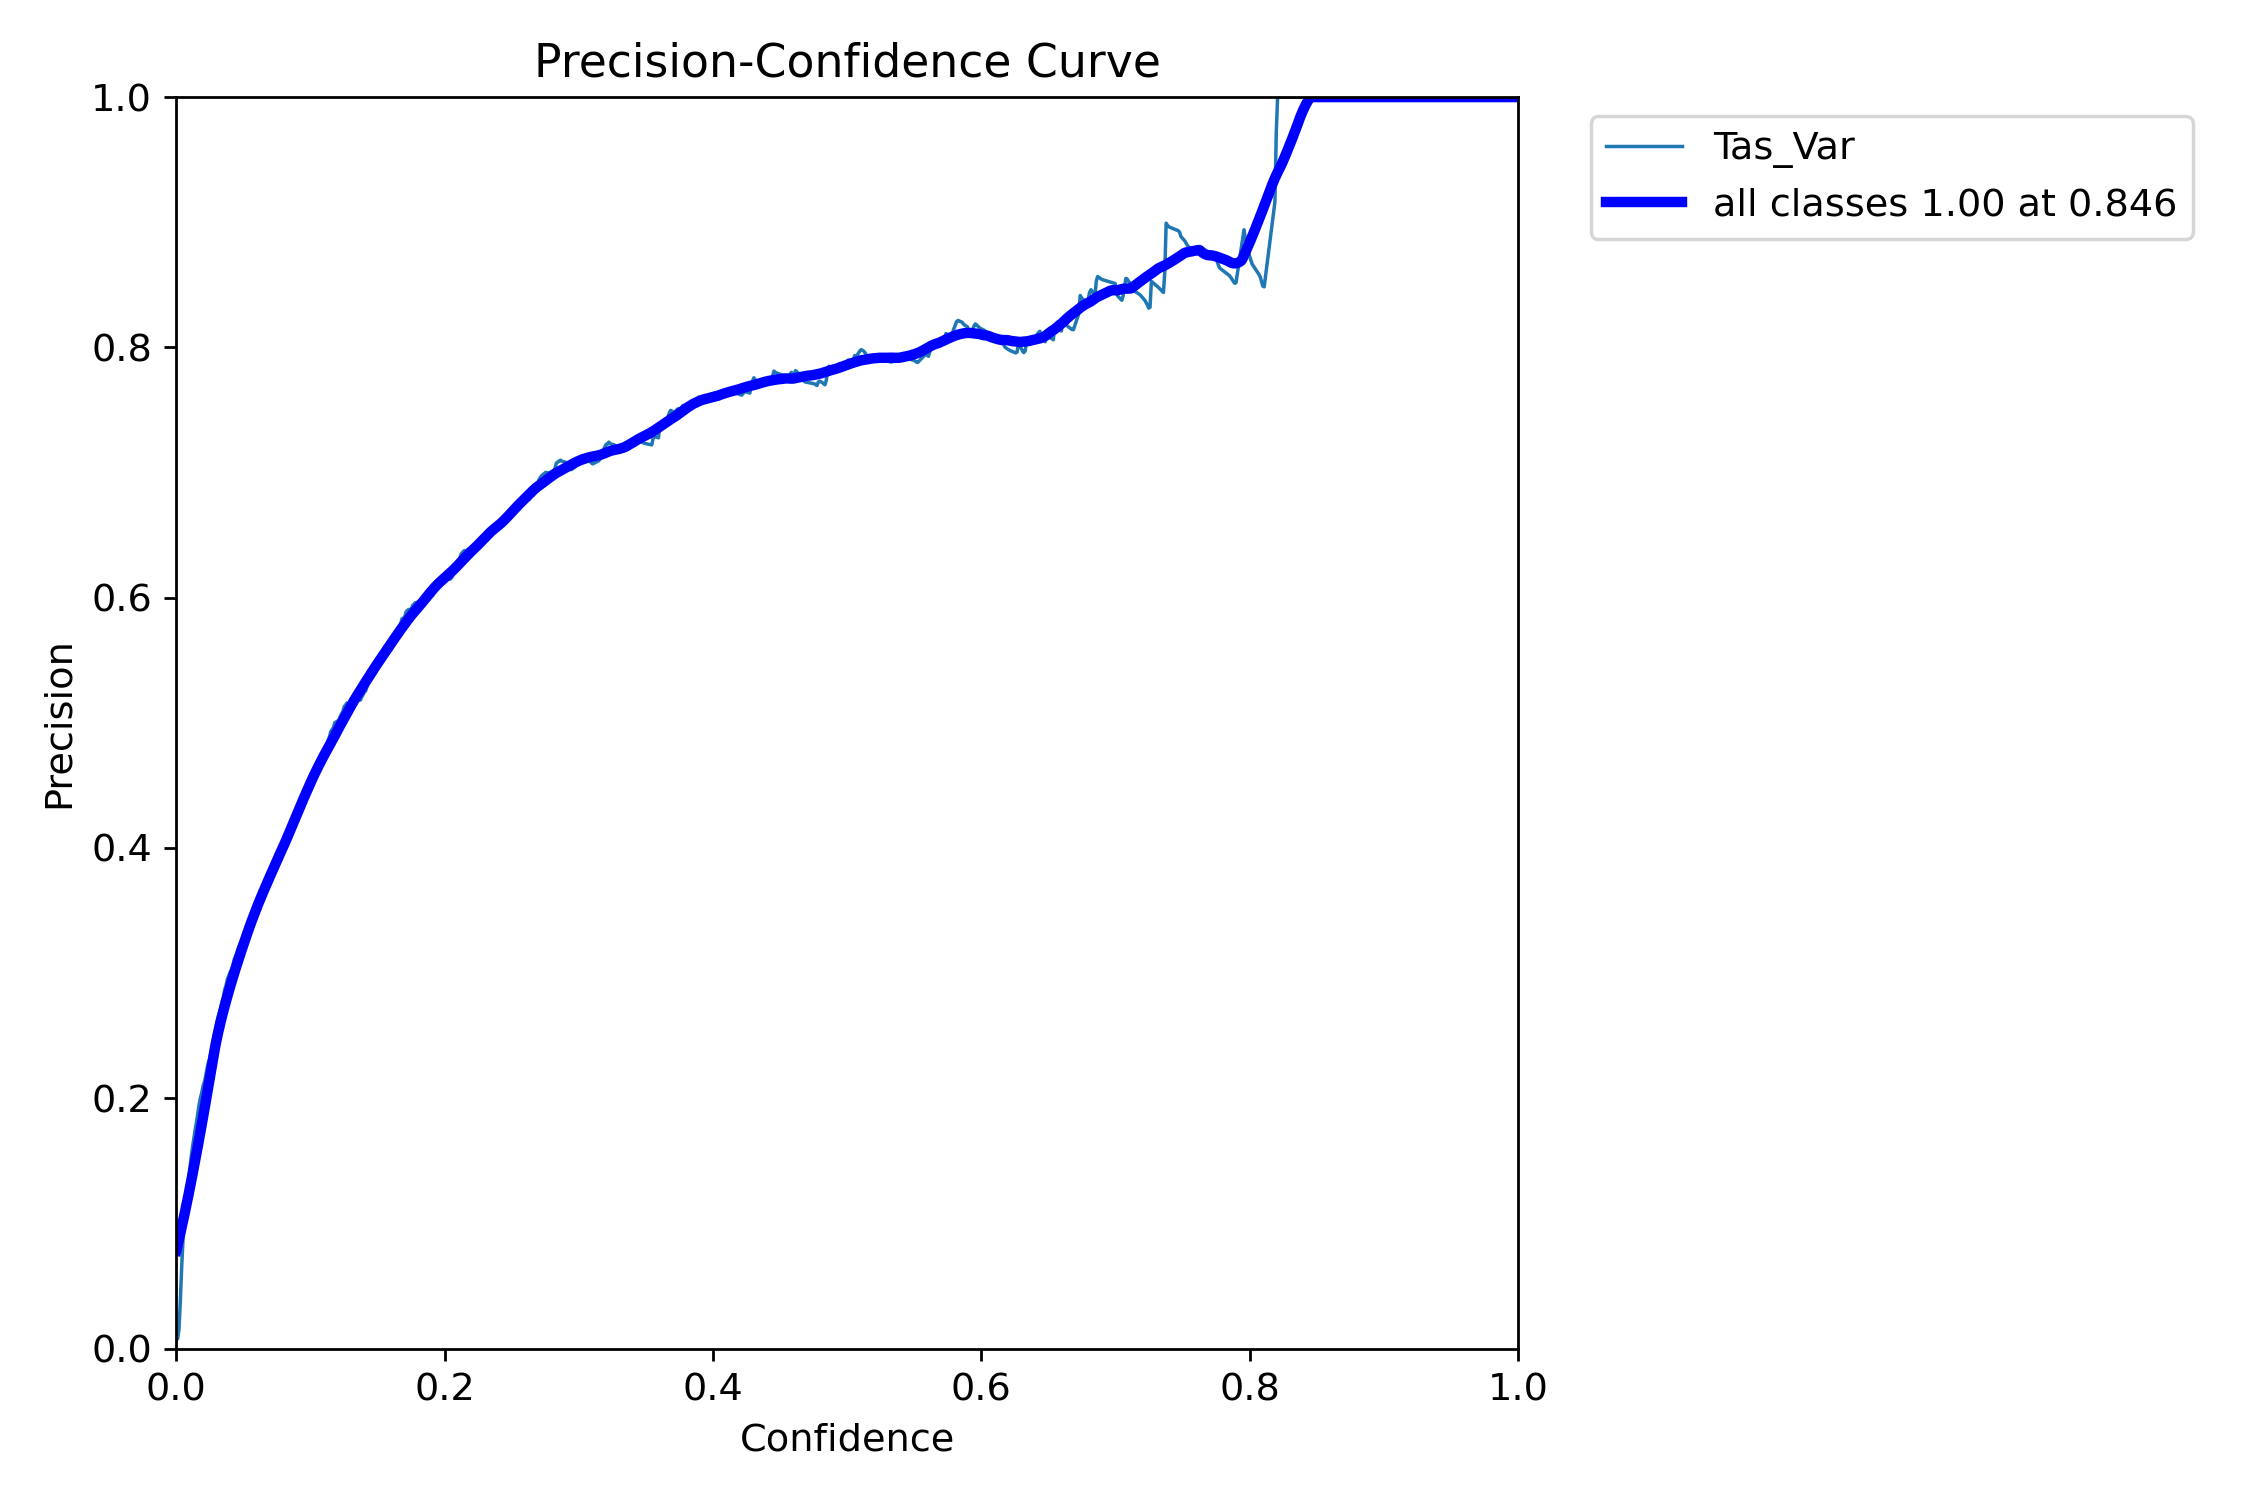 Precision-Confidence Curve
1.0
0.8
0.6
0.4
0.2
0.0
Precision
0.0 0.2 0.4 0.6 0.8 1.0
Confidence
Tas_Var
all classes 1.00 at 0.846